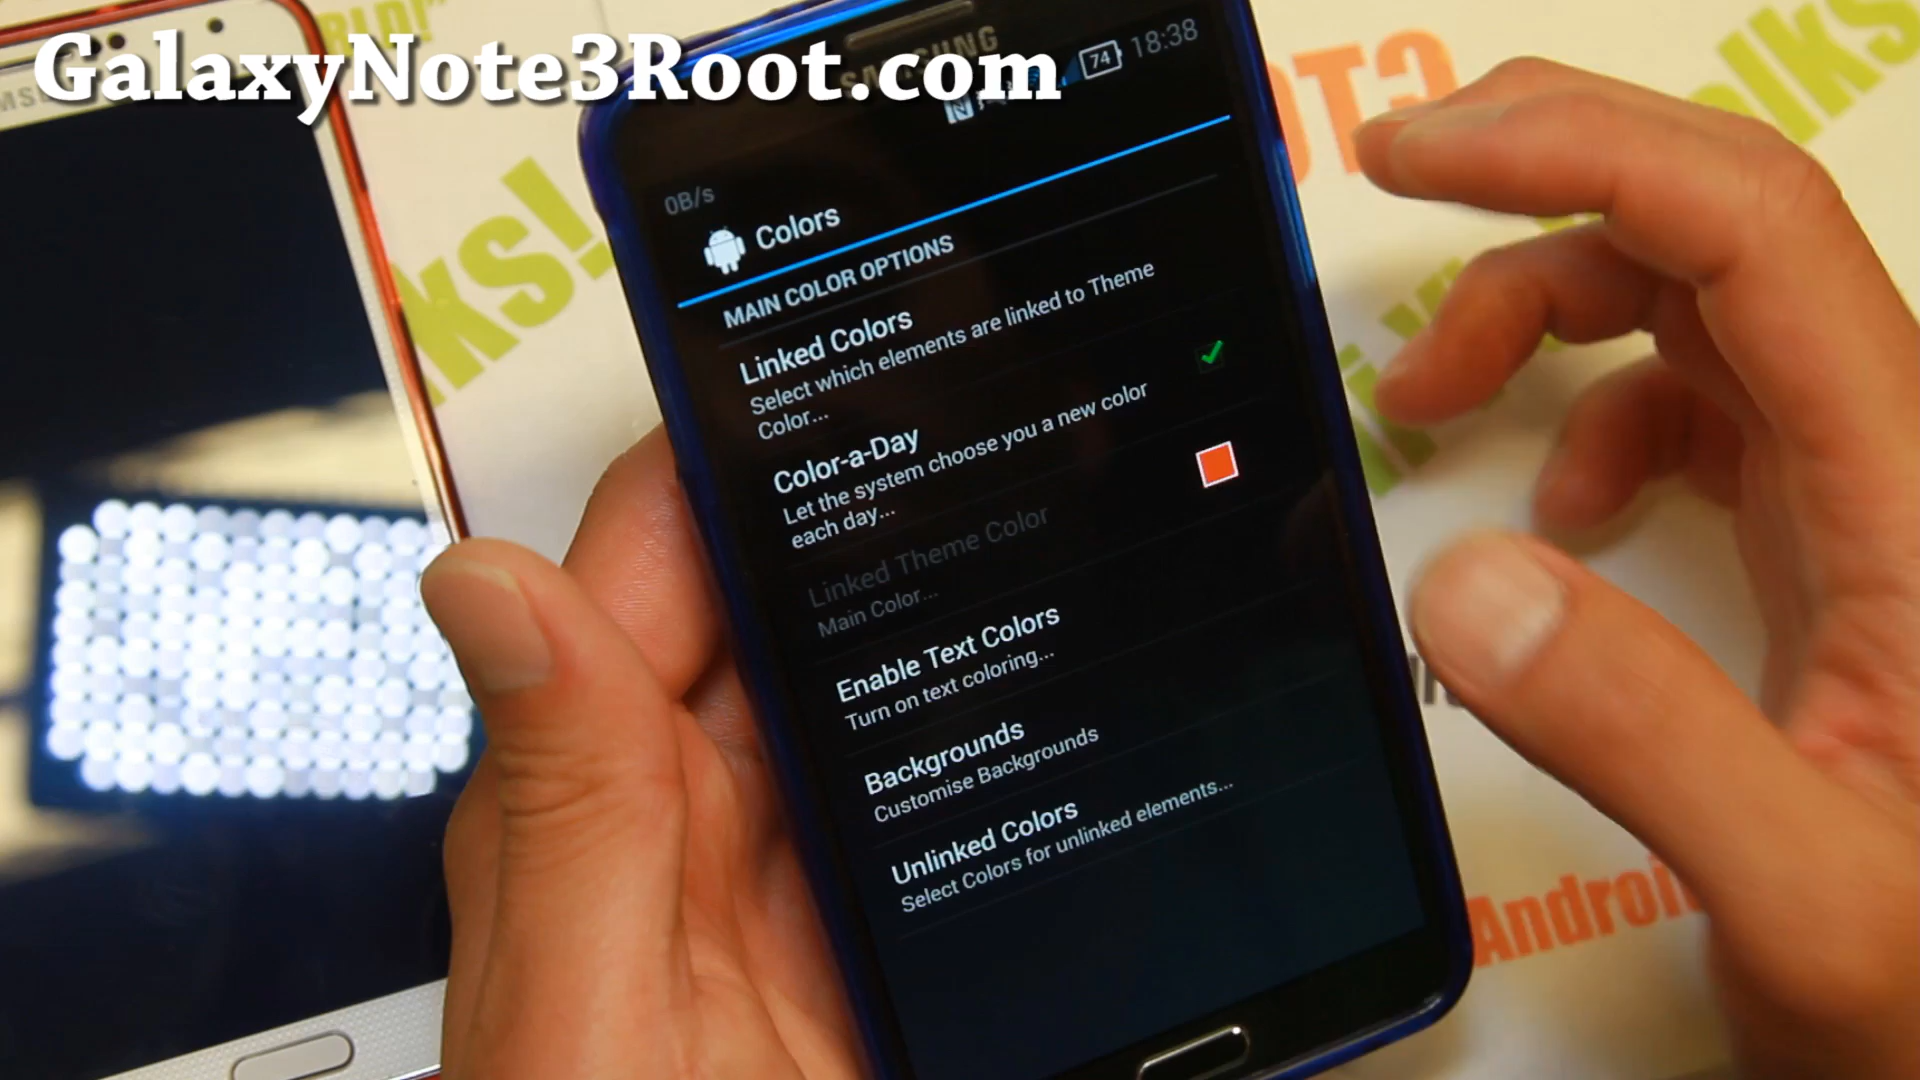 GalaxyNote3Root.com
SAMSUNG
74 18:38
0B/s
Colors
MAIN COLOR OPTIONS
Linked Colors
Select which elements are linked to Theme
Color...
Color-a-Day
Let the system choose you a new color
each day...
Linked Theme Color
Main Color...
Enable Text Colors
Turn on text coloring...
Backgrounds
Customise Backgrounds
Unlinked Colors
Select Colors for unlinked elements...